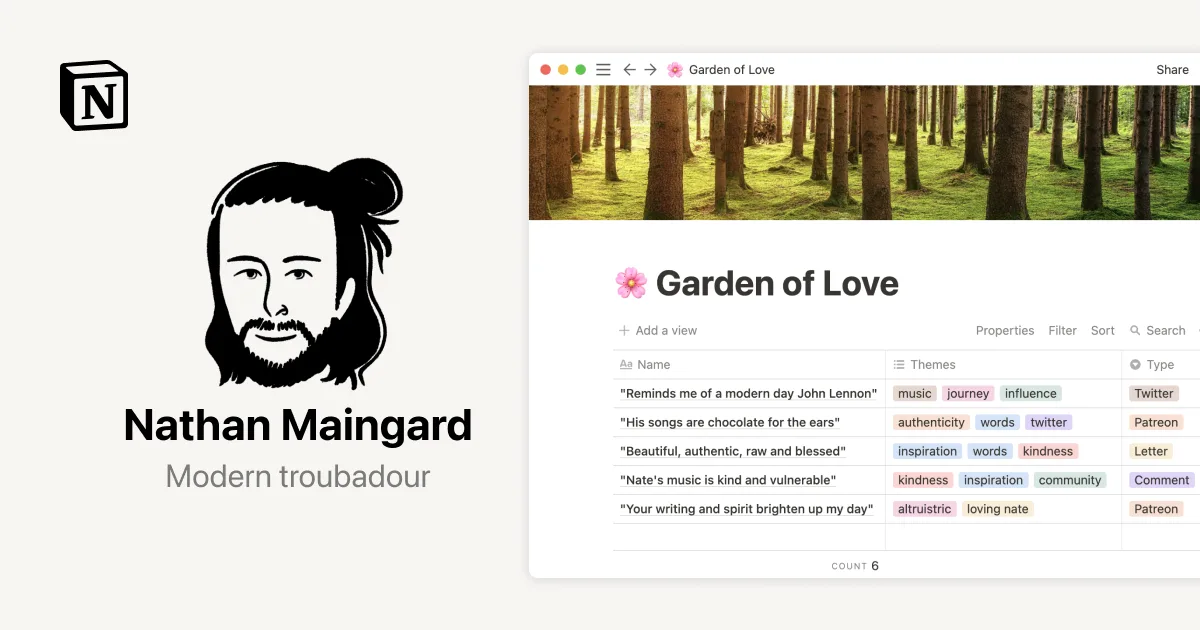 N
Nathan Maingard
Modern troubadour
Garden of Love
Share
Garden of Love
Add a view
Properties Filter Sort Search
Aa Name Themes Type
"Reminds me of a modern day John Lennon" music journey influence Twitter
"His songs are chocolate for the ears" authenticity words twitter Patreon
"Beautiful, authentic, raw and blessed" inspiration words kindness Letter
"Nate's music is kind and vulnerable" kindness inspiration community Comment
"Your writing and spirit brighten up my day" altruistic loving nate Patreon
COUNT 6